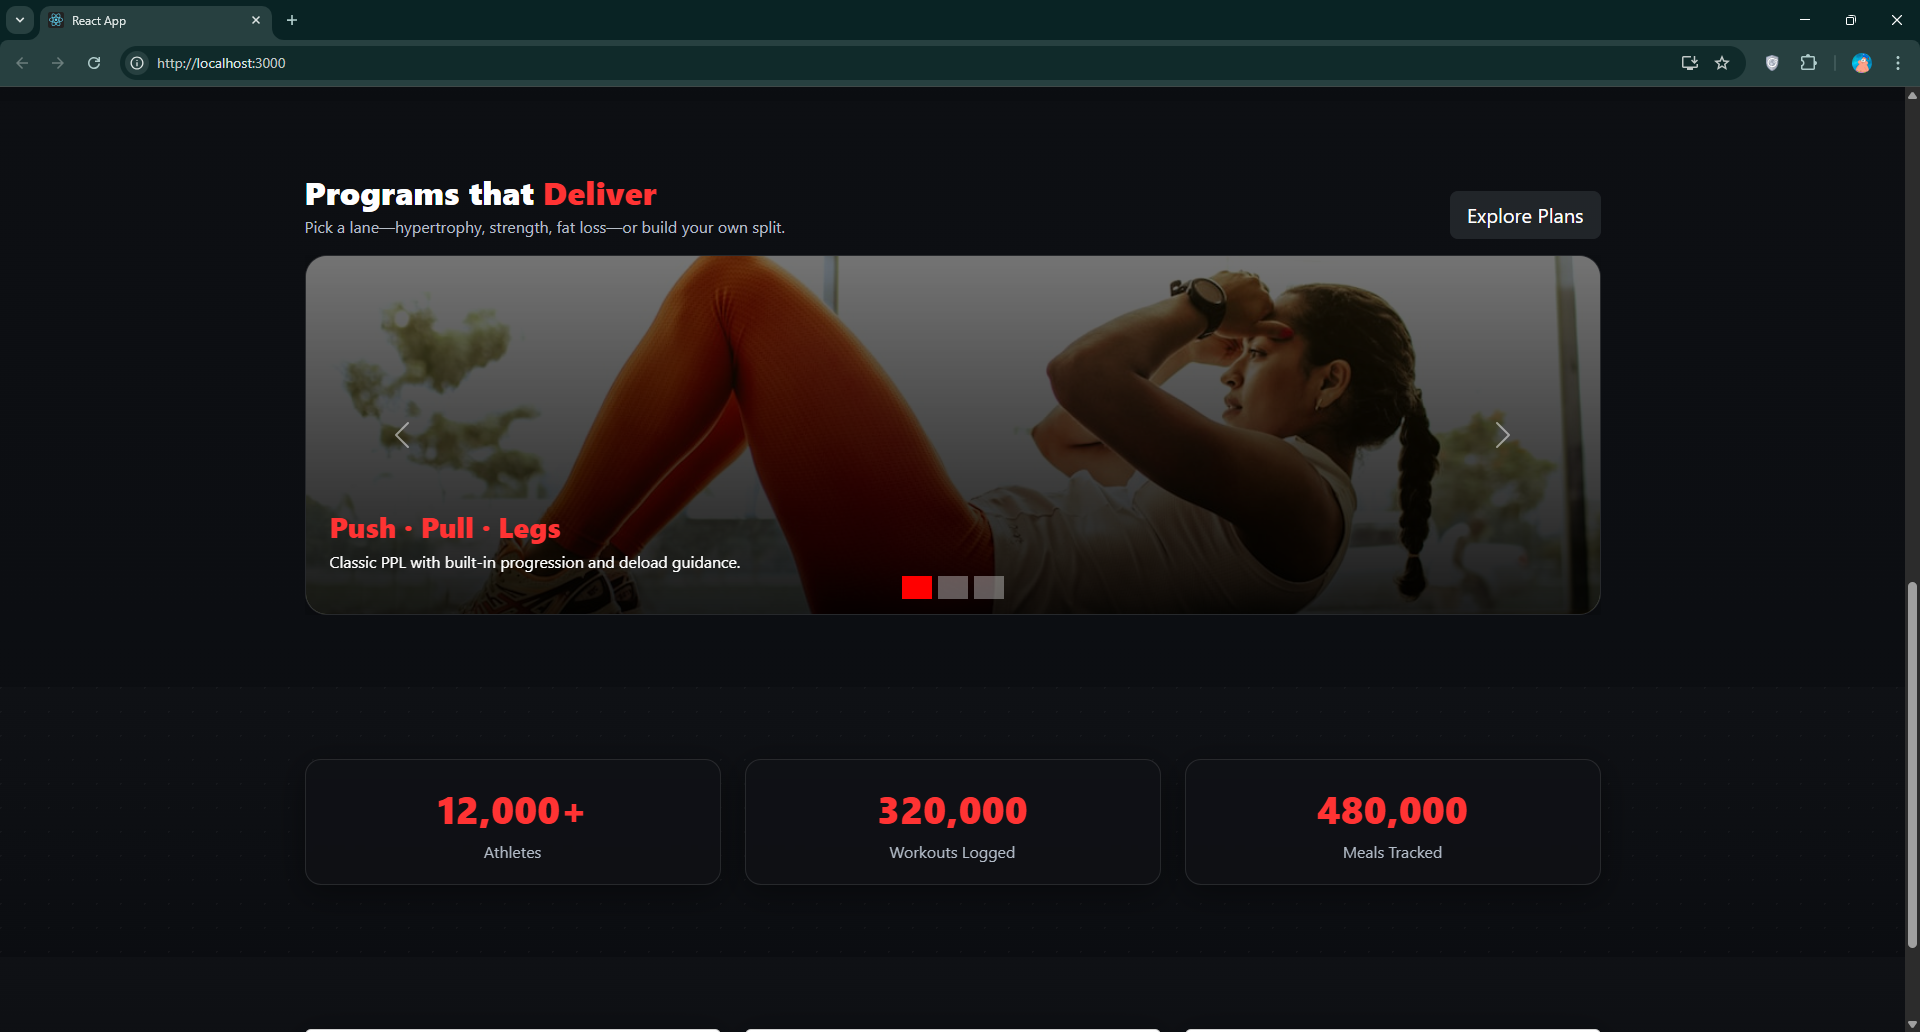 React App
http://localhost:3000
Programs that Deliver
Pick a lane—hypertrophy, strength, fat loss—or build your own split.
Explore Plans
Push · Pull · Legs
Classic PPL with built-in progression and deload guidance.
12,000+
Athletes
320,000
Workouts Logged
480,000
Meals Tracked